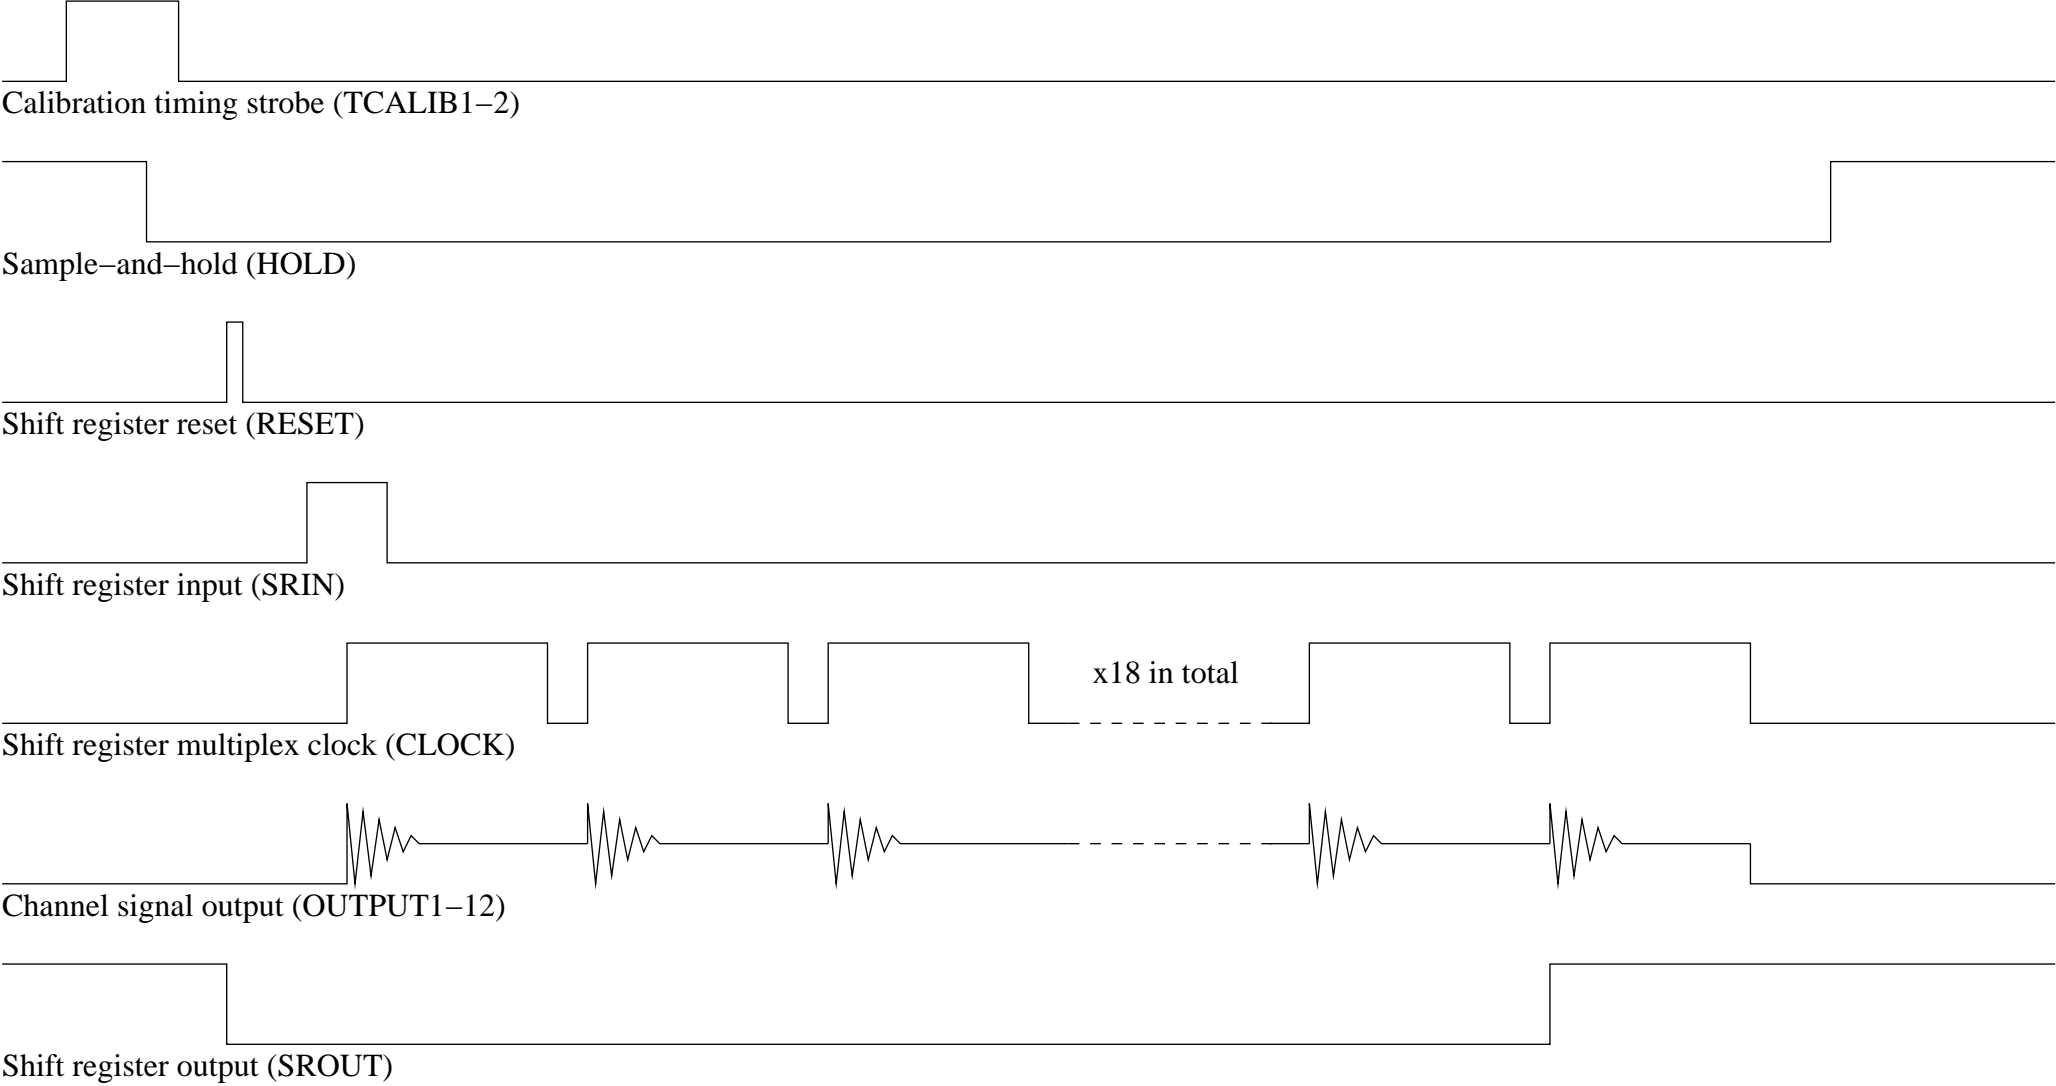 Calibration timing strobe (TCALIB1−2)
Sample−and−hold (HOLD)
Shift register reset (RESET)
Shift register input (SRIN)
x18 in total
Shift register multiplex clock (CLOCK)
Channel signal output (OUTPUT1−12)
Shift register output (SROUT)